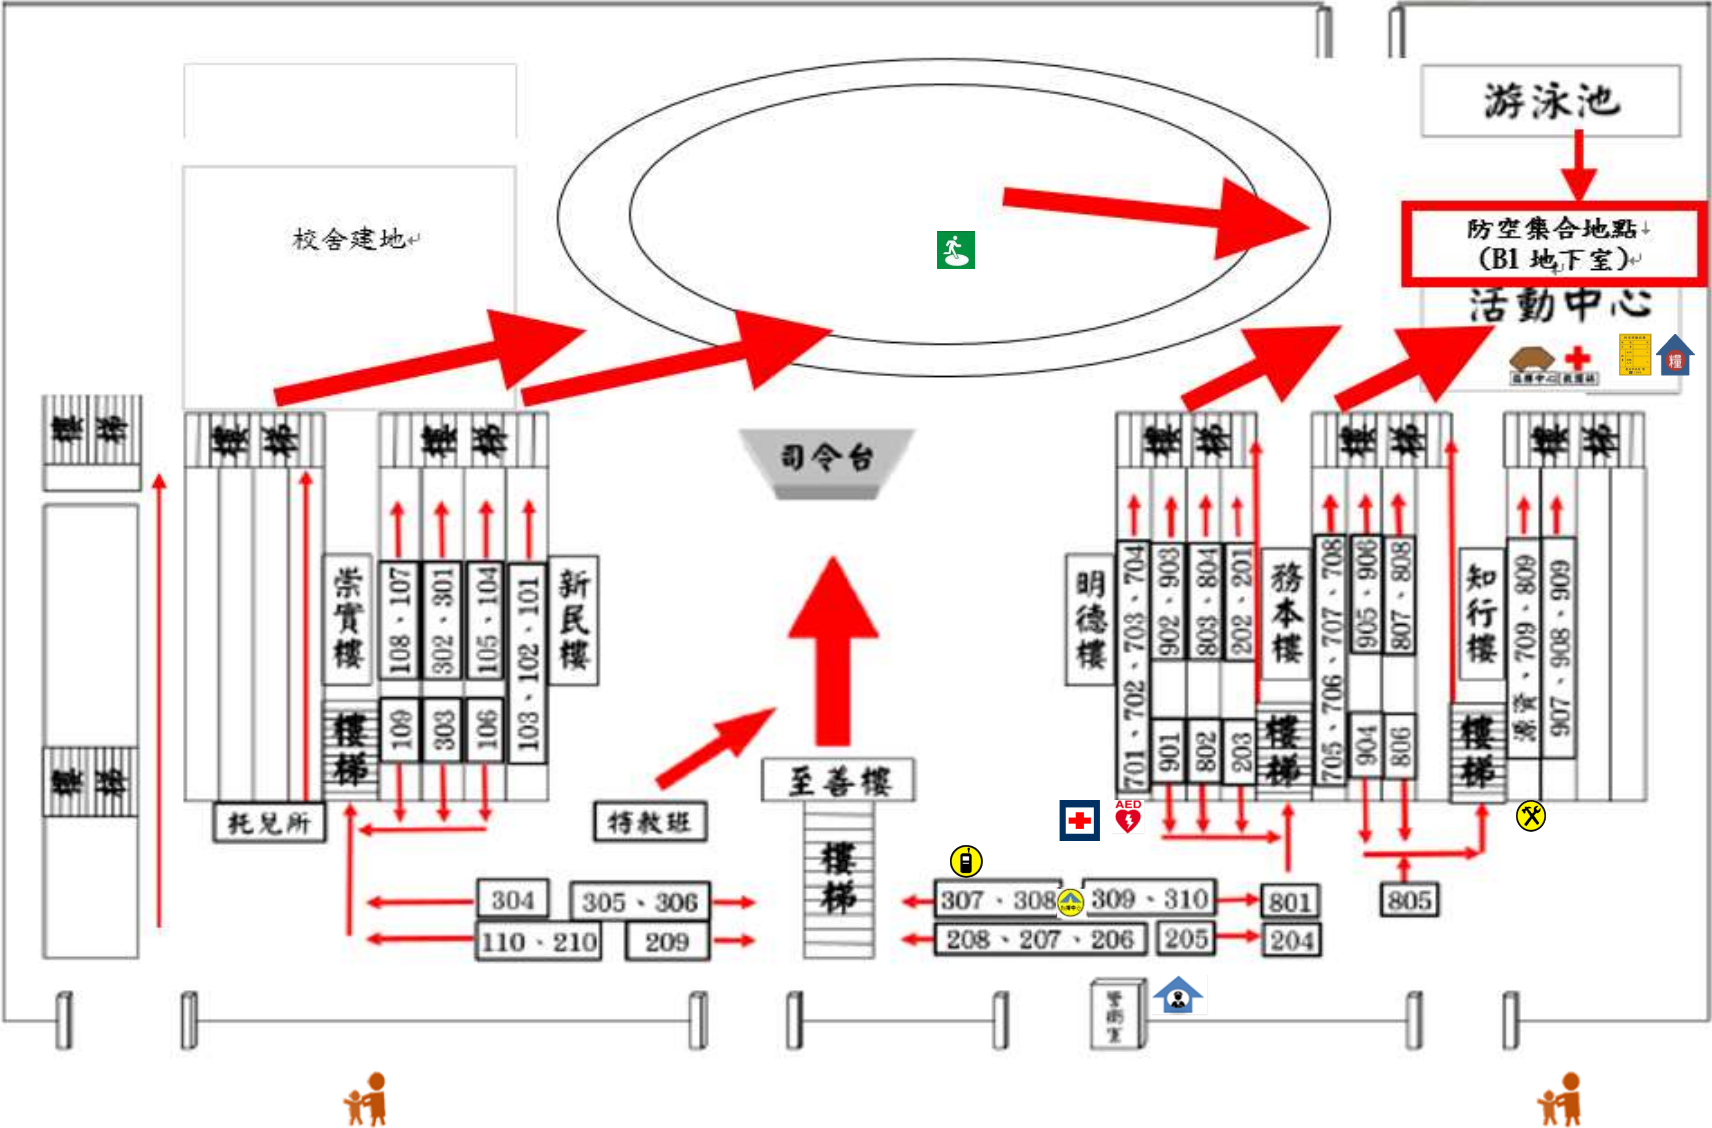 游泳池
防空集合地點
(B1 地下室)
活動中心
校舍建地
糧
樓梯
樓梯
樓梯
樓梯
樓梯
樓梯
司令台
崇實樓
108、107
302、301
105、104
103、102、101
新民樓
109
303
106
樓梯
樓梯
托兒所
特教班
至善樓
樓梯
明德樓
701、702、703、704
902、903
803、804
202、201
901
802
203
務本樓
樓梯
705、706、707、708
905、906
807、808
904
806
知行樓
樓梯
源資、709、809
907、908、909
AED
304
305、306
307、308
309、310
801
805
110、210
209
208、207、206
205
204
警衛室